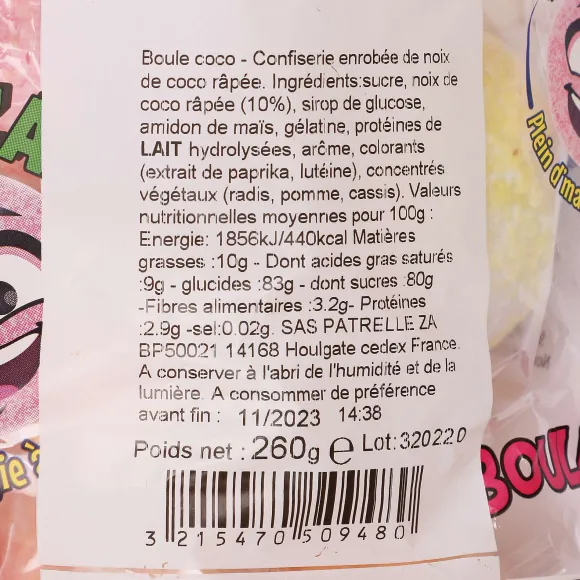 Boule coco - Confiserie enrobée de noix
de coco râpée. Ingrédients:sucre, noix de
coco râpée (10%), sirop de glucose,
amidon de maïs, gélatine, protéines de
LAIT hydrolysées, arôme, colorants
(extrait de paprika, lutéine), concentrés
végétaux (radis, pomme, cassis). Valeurs
nutritionnelles moyennes pour 100g :
Energie: 1856kJ/440kcal Matières
grasses :10g - Dont acides gras saturés
:9g - glucides :83g - dont sucres :80g
-Fibres alimentaires :3.2g- Protéines
:2.9g -sel:0.02g. SAS PATRELLE ZA
BP50021 14168 Houlgate cedex France.
A conserver à l'abri de l'humidité et de la
lumière. A consommer de préférence
avant fin : 11/2023 14:38
Poids net : 260g e Lot: 320220
3 215470 509480
Plein d'ma
BOUL